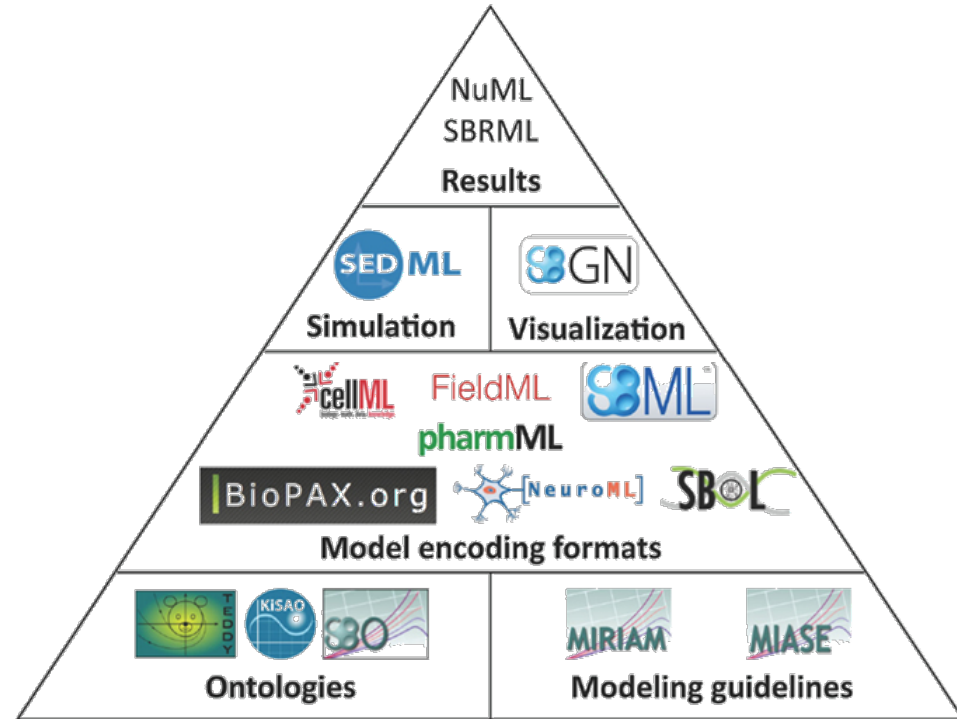 NuML
SBRML
Results
SED ML
SBGN
Simulation
Visualization
cellML
FieldML
SBML
pharmML
BioPAX.org
[NeuroML]
SBOL
Model encoding formats
TEDDY
KiSAO
SBO
MIRIAM
MIASE
Ontologies
Modeling guidelines